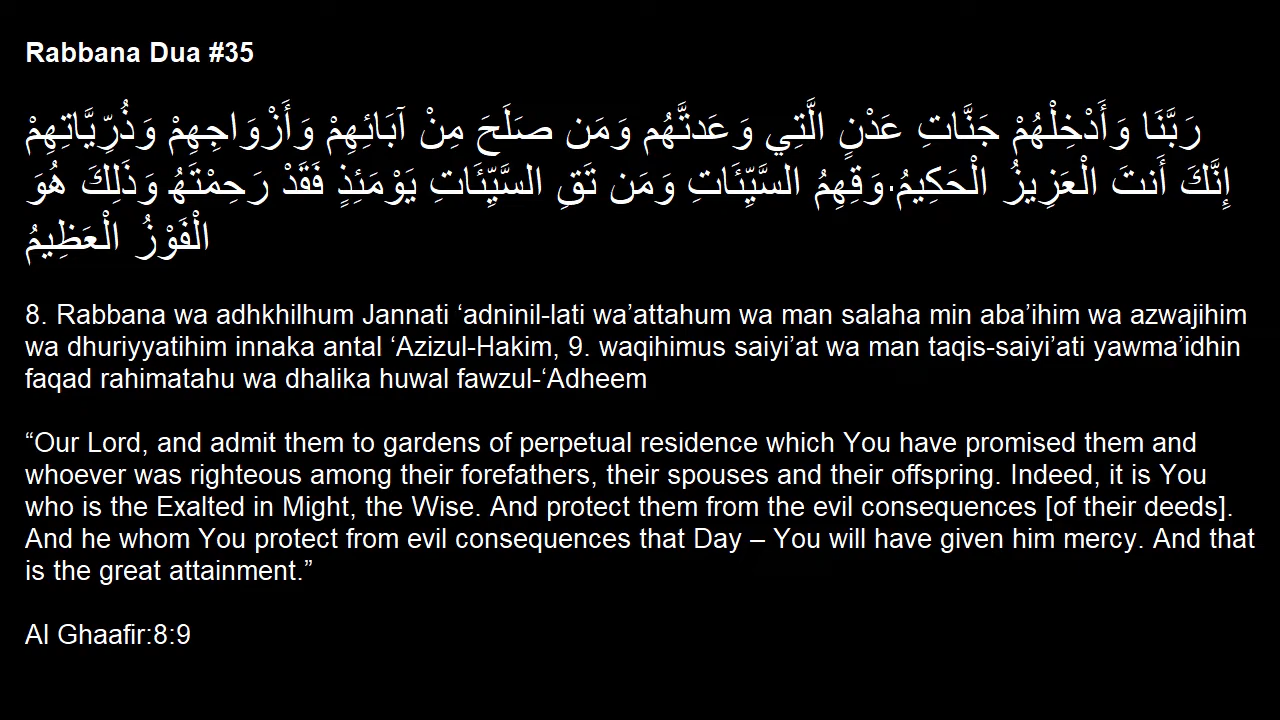 Rabbana Dua #35
رَبَّنَا وَأَدْخِلْهُمْ جَنَّاتِ عَدْنٍ الَّتِي وَعَدتَّهُم وَمَن صَلَحَ مِنْ آبَائِهِمْ وَأَزْوَاجِهِمْ وَذُرِّيَّاتِهِمْ
إِنَّكَ أَنتَ الْعَزِيزُ الْحَكِيمُ.وَقِهِمُ السَّيِّئَاتِ وَمَن تَقِ السَّيِّئَاتِ يَوْمَئِذٍ فَقَدْ رَحِمْتَهُ وَذَلِكَ هُوَ
الْفَوْزُ الْعَظِيمُ
8. Rabbana wa adhkhilhum Jannati ‘adninil-lati wa’attahum wa man salaha min aba’ihim wa azwajihim
wa dhuriyyatihim innaka antal ‘Azizul-Hakim, 9. waqihimus saiyi’at wa man taqis-saiyi’ati yawma’idhin
faqad rahimatahu wa dhalika huwal fawzul-‘Adheem
“Our Lord, and admit them to gardens of perpetual residence which You have promised them and
whoever was righteous among their forefathers, their spouses and their offspring. Indeed, it is You
who is the Exalted in Might, the Wise. And protect them from the evil consequences [of their deeds].
And he whom You protect from evil consequences that Day – You will have given him mercy. And that
is the great attainment.”
Al Ghaafir:8:9